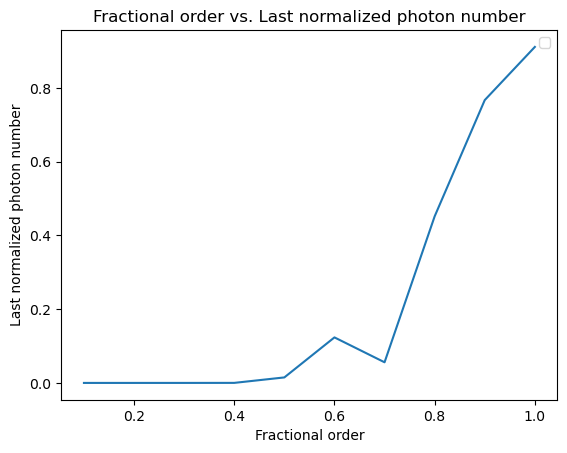 Fractional order vs. Last normalized photon number
Last normalized photon number
0.8
0.6
0.4
0.2
0.0
0.2 0.4 0.6 0.8 1.0
Fractional order